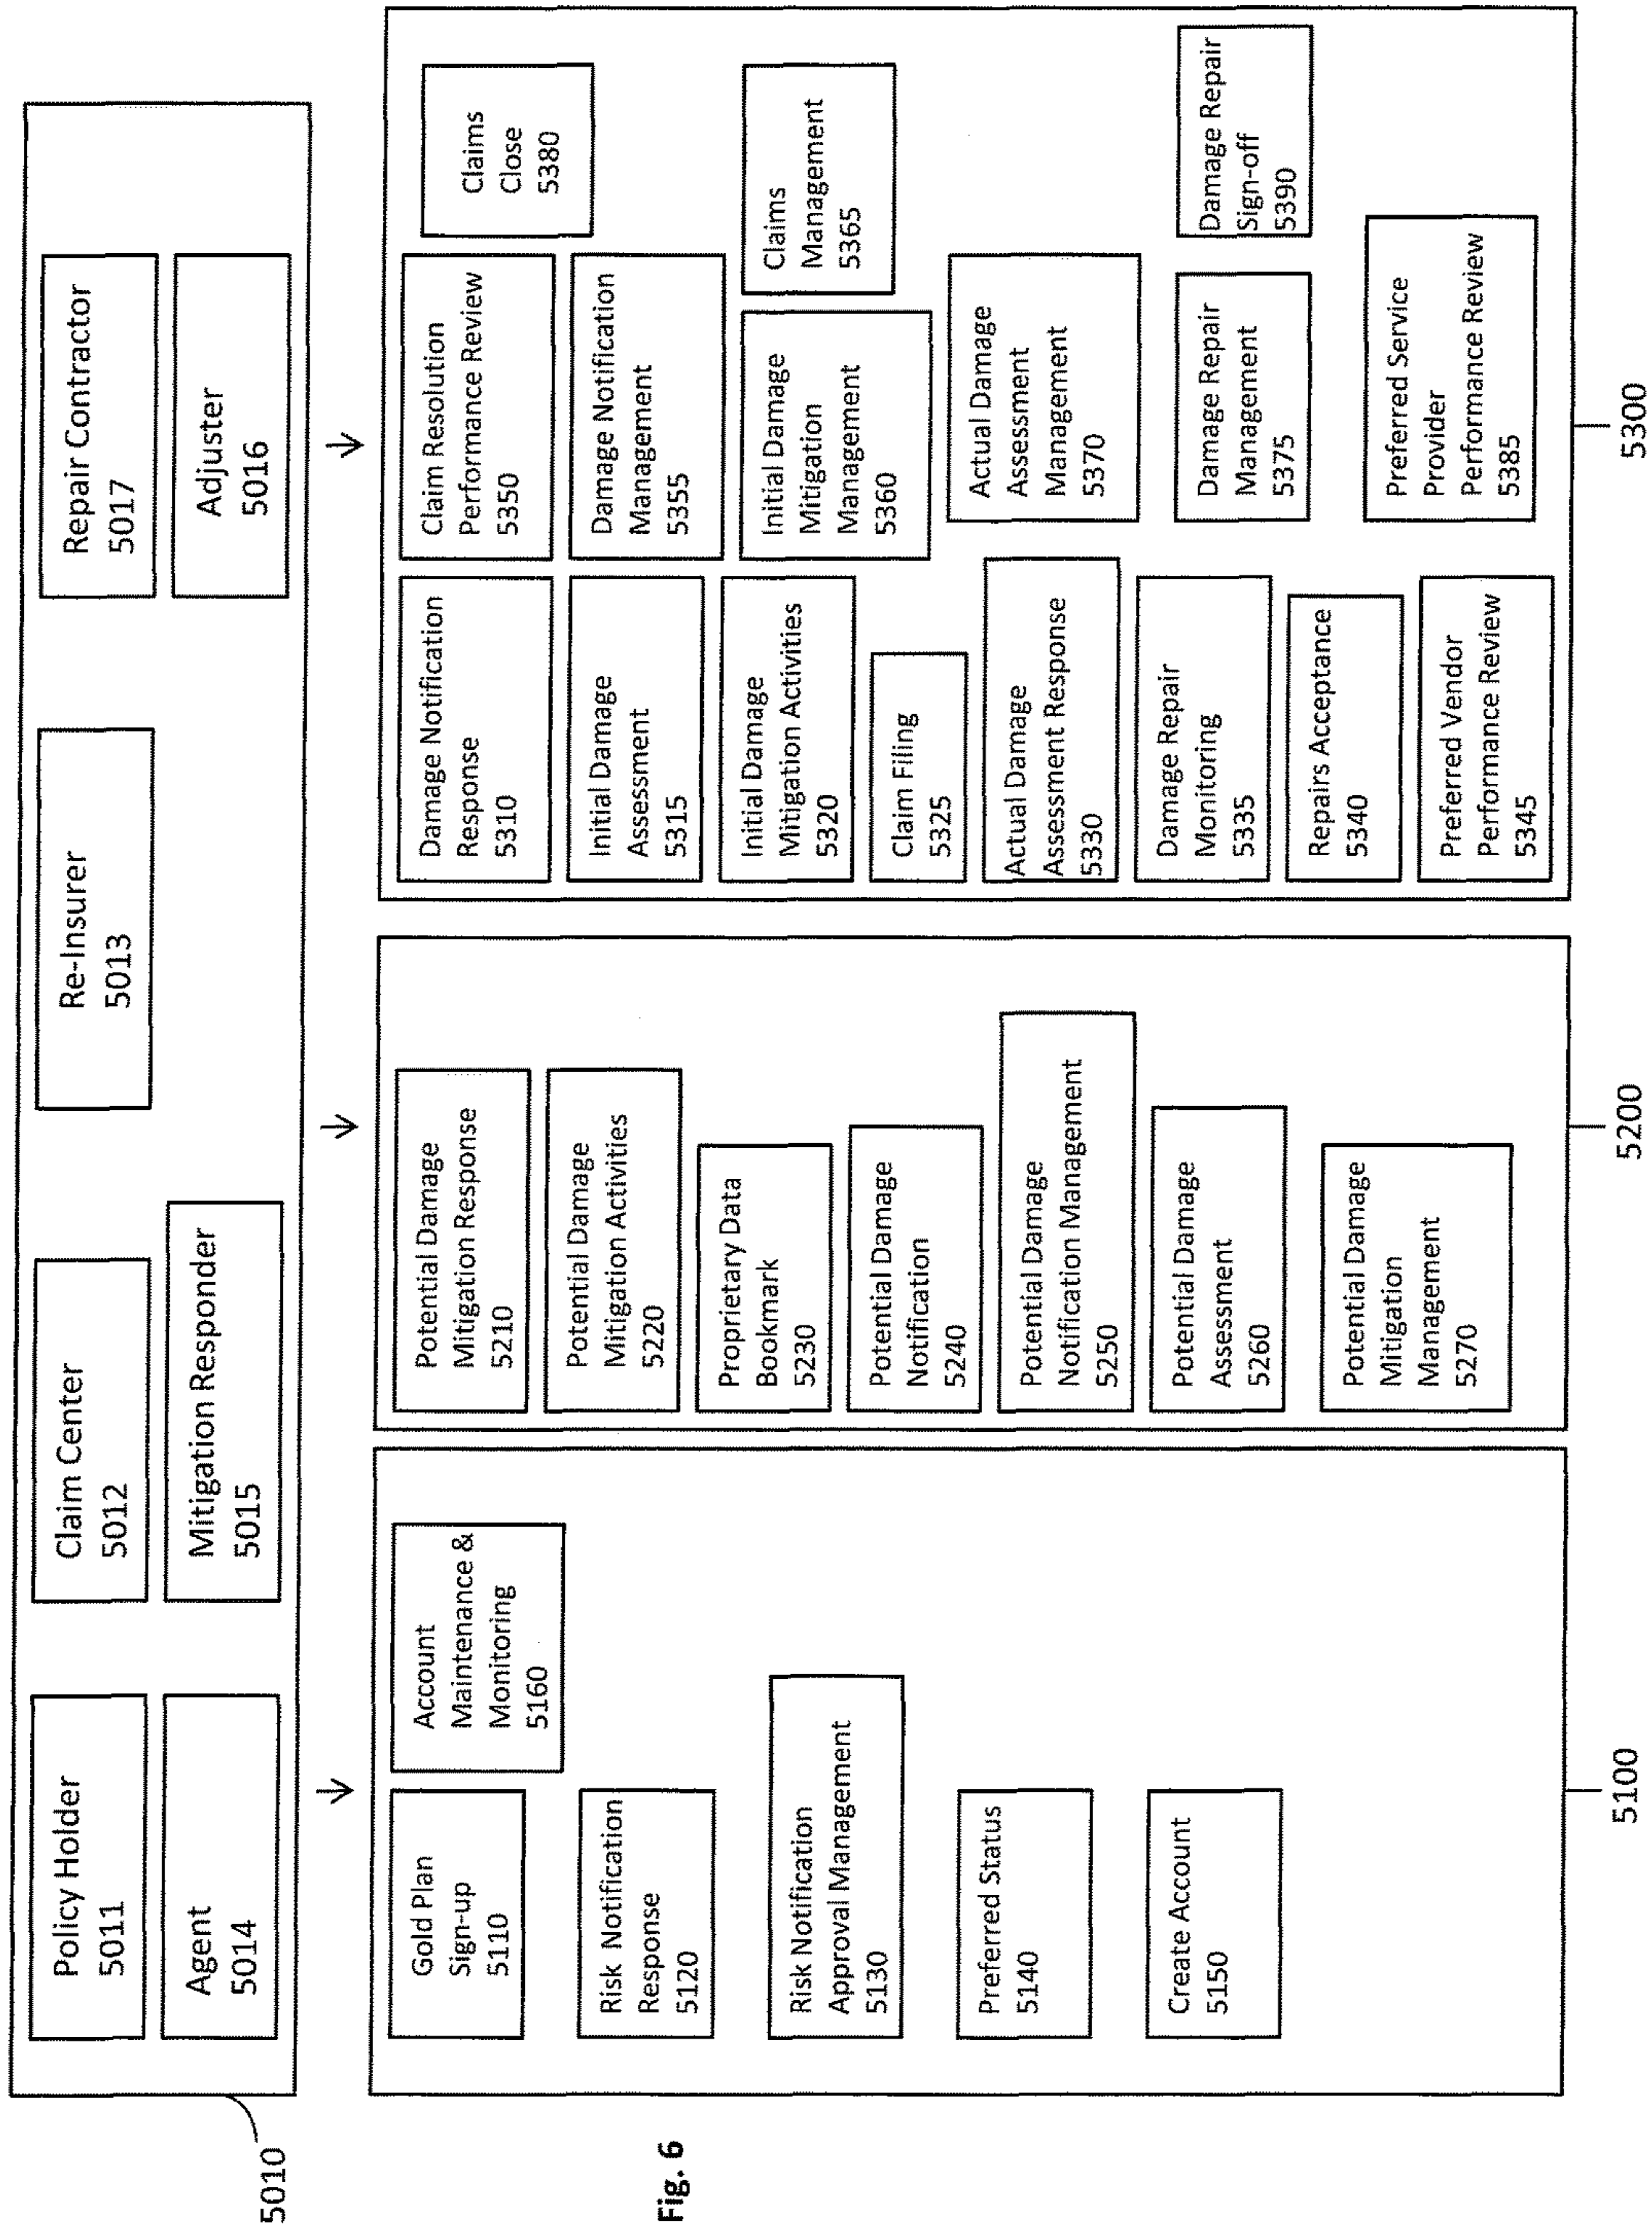 Policy Holder
5011
Claim Center
5012
Re-Insurer
5013
Repair Contractor
5017
Agent
5014
Mitigation Responder
5015
Adjuster
5016
5010
Gold Plan
Sign-up
5110
Account
Maintenance &
Monitoring
5160
Risk Notification
Response
5120
Risk Notification
Approval Management
5130
Preferred Status
5140
Create Account
5150
5100
Potential Damage
Mitigation Response
5210
Potential Damage
Mitigation Activities
5220
Proprietary Data
Bookmark
5230
Potential Damage
Notification
5240
Potential Damage
Notification Management
5250
Potential Damage
Assessment
5260
Potential Damage
Mitigation
Management
5270
5200
Damage Notification
Response
5310
Initial Damage
Assessment
5315
Initial Damage
Mitigation Activities
5320
Claim Filing
5325
Actual Damage
Assessment Response
5330
Damage Repair
Monitoring
5335
Repairs Acceptance
5340
Preferred Vendor
Performance Review
5345
Claim Resolution
Performance Review
5350
Damage Notification
Management
5355
Initial Damage
Mitigation
Management
5360
Actual Damage
Assessment
Management
5370
Damage Repair
Management
5375
Preferred Service
Provider
Performance Review
5385
Claims
Close
5380
Claims
Management
5365
Damage Repair
Sign-off
5390
5300
Fig. 6